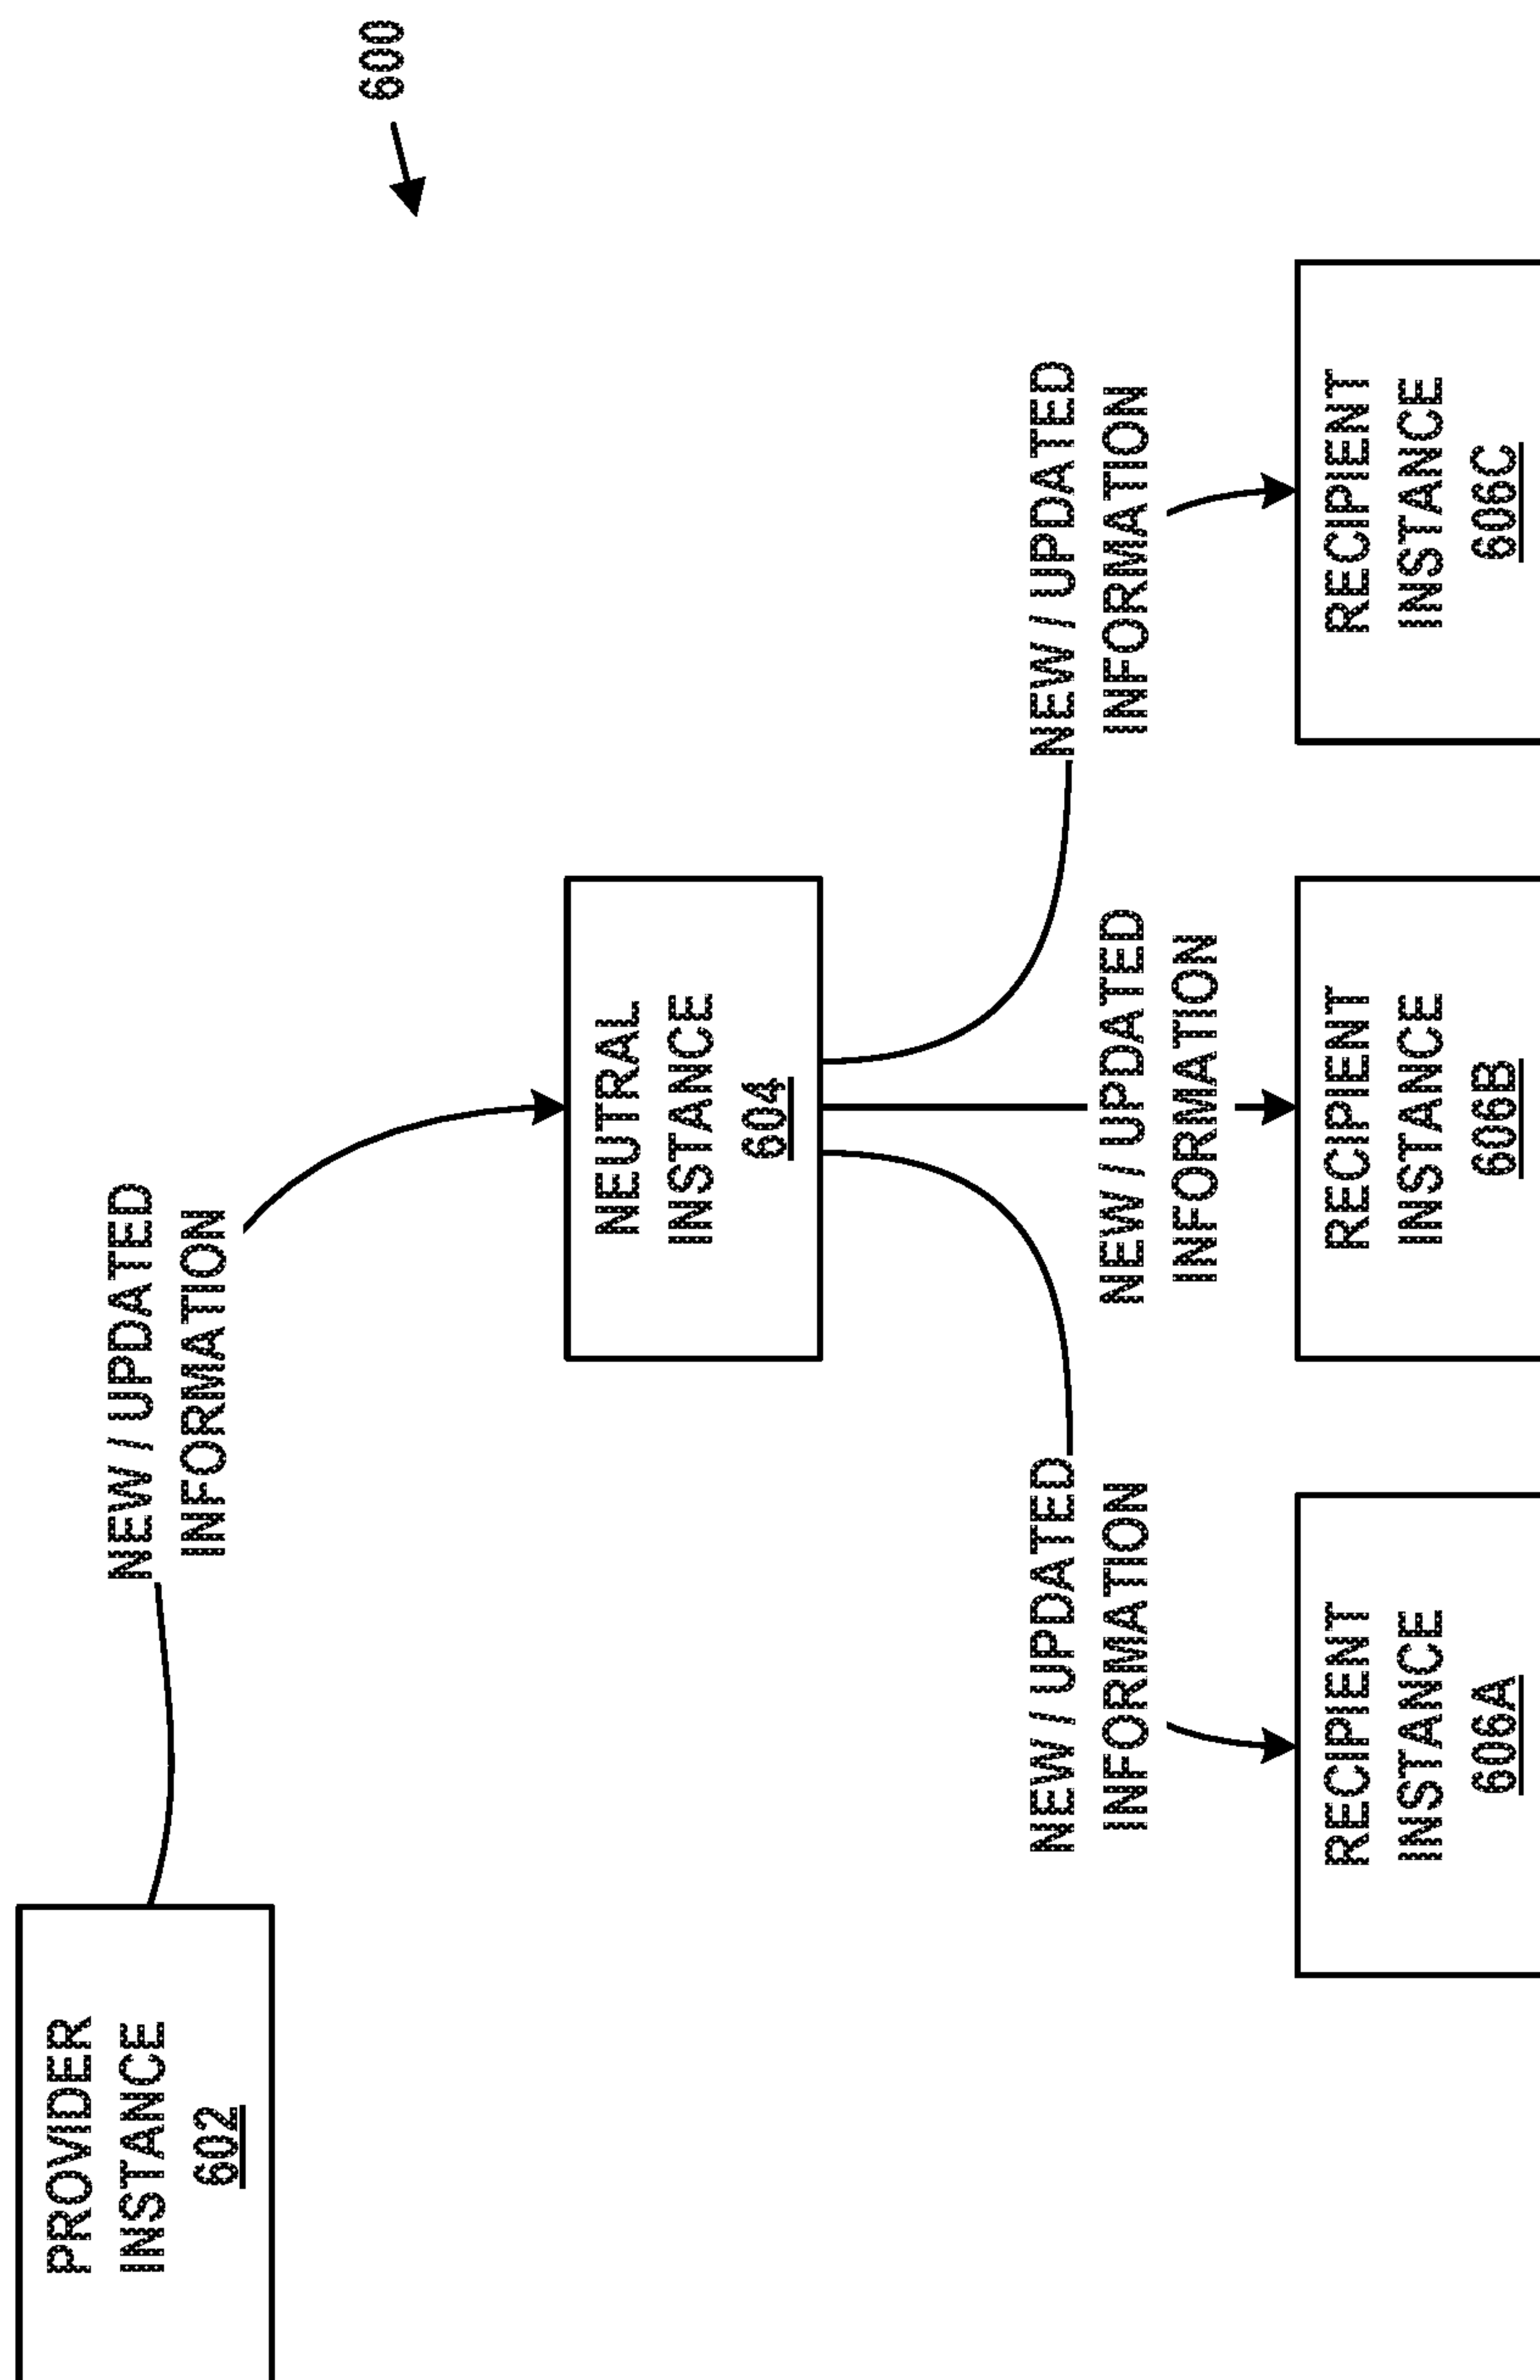 600
PROVIDER
INSTANCE
602
NEW / UPDATED
INFORMATION
NEUTRAL
INSTANCE
604
NEW / UPDATED
INFORMATION
NEW / UPDATED
INFORMATION
NEW / UPDATED
INFORMATION
RECIPIENT
INSTANCE
606A
RECIPIENT
INSTANCE
606B
RECIPIENT
INSTANCE
606C